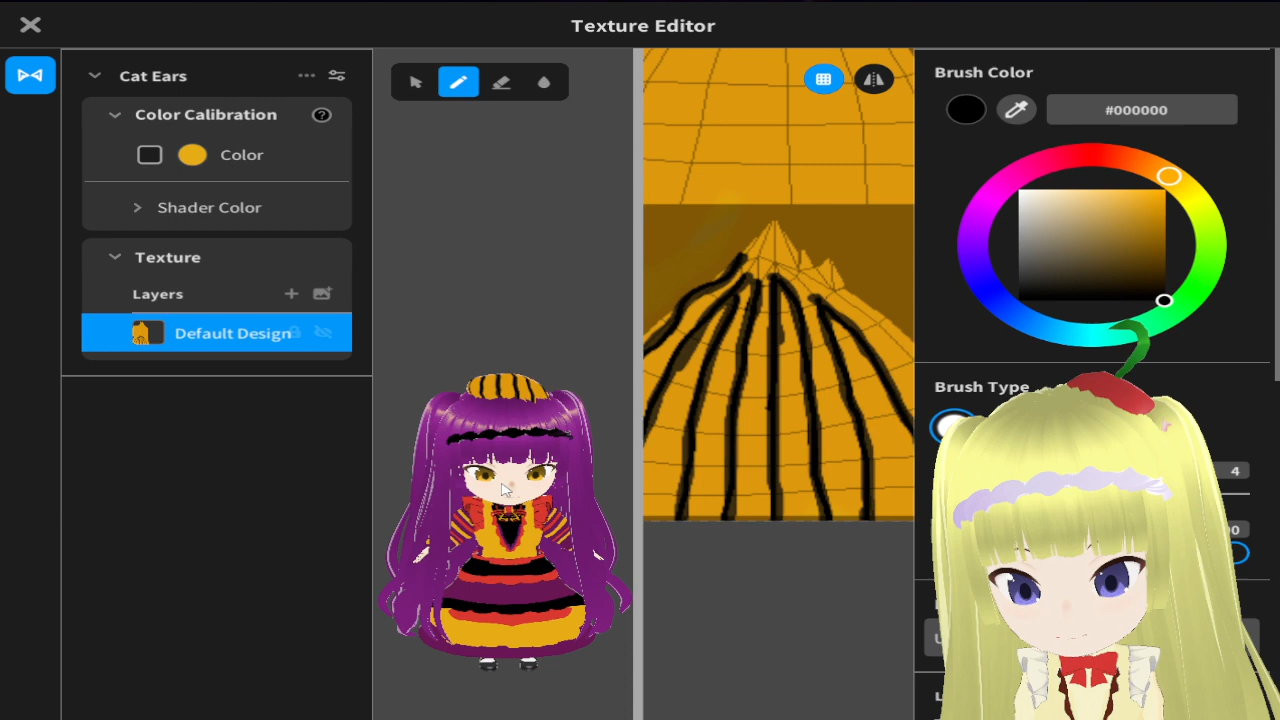 Texture Editor
Cat Ears
Color Calibration
?
Color
Shader Color
Texture
Layers
Default Design
Brush Color
#000000
Brush Type
4